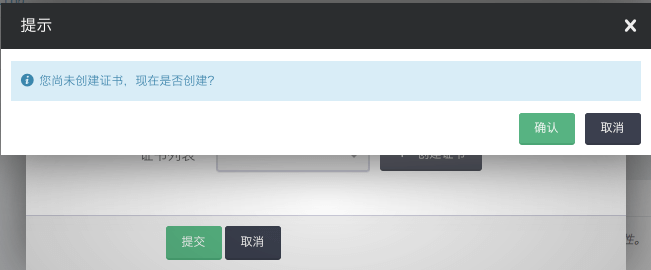 提示
您尚未创建证书，现在是否创建?
确认
取消
证书列表
创建证书
提交
取消
性。